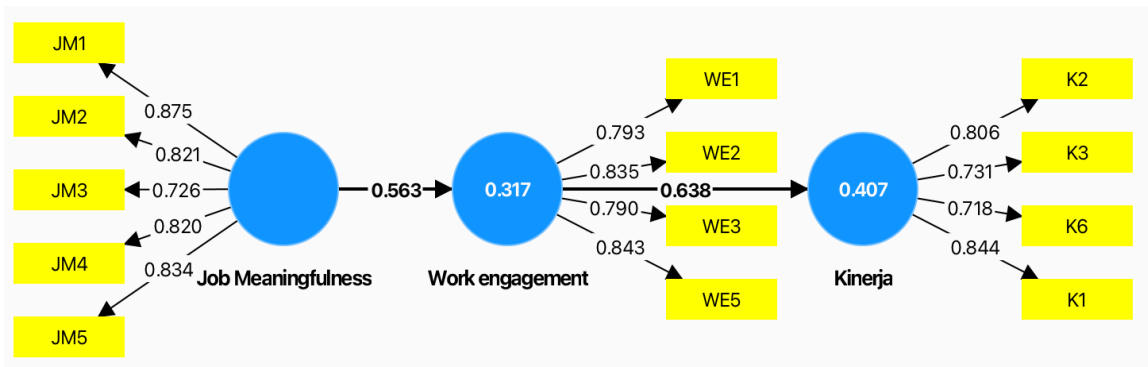 JM1
JM2
JM3
JM4
JM5
0.875
0.821
0.726
0.820
0.834
Job Meaningfulness
0.563
0.317
Work engagement
0.793
0.835
0.790
0.843
WE1
WE2
WE3
WE5
0.638
0.407
Kinerja
0.806
0.731
0.718
0.844
K2
K3
K6
K1